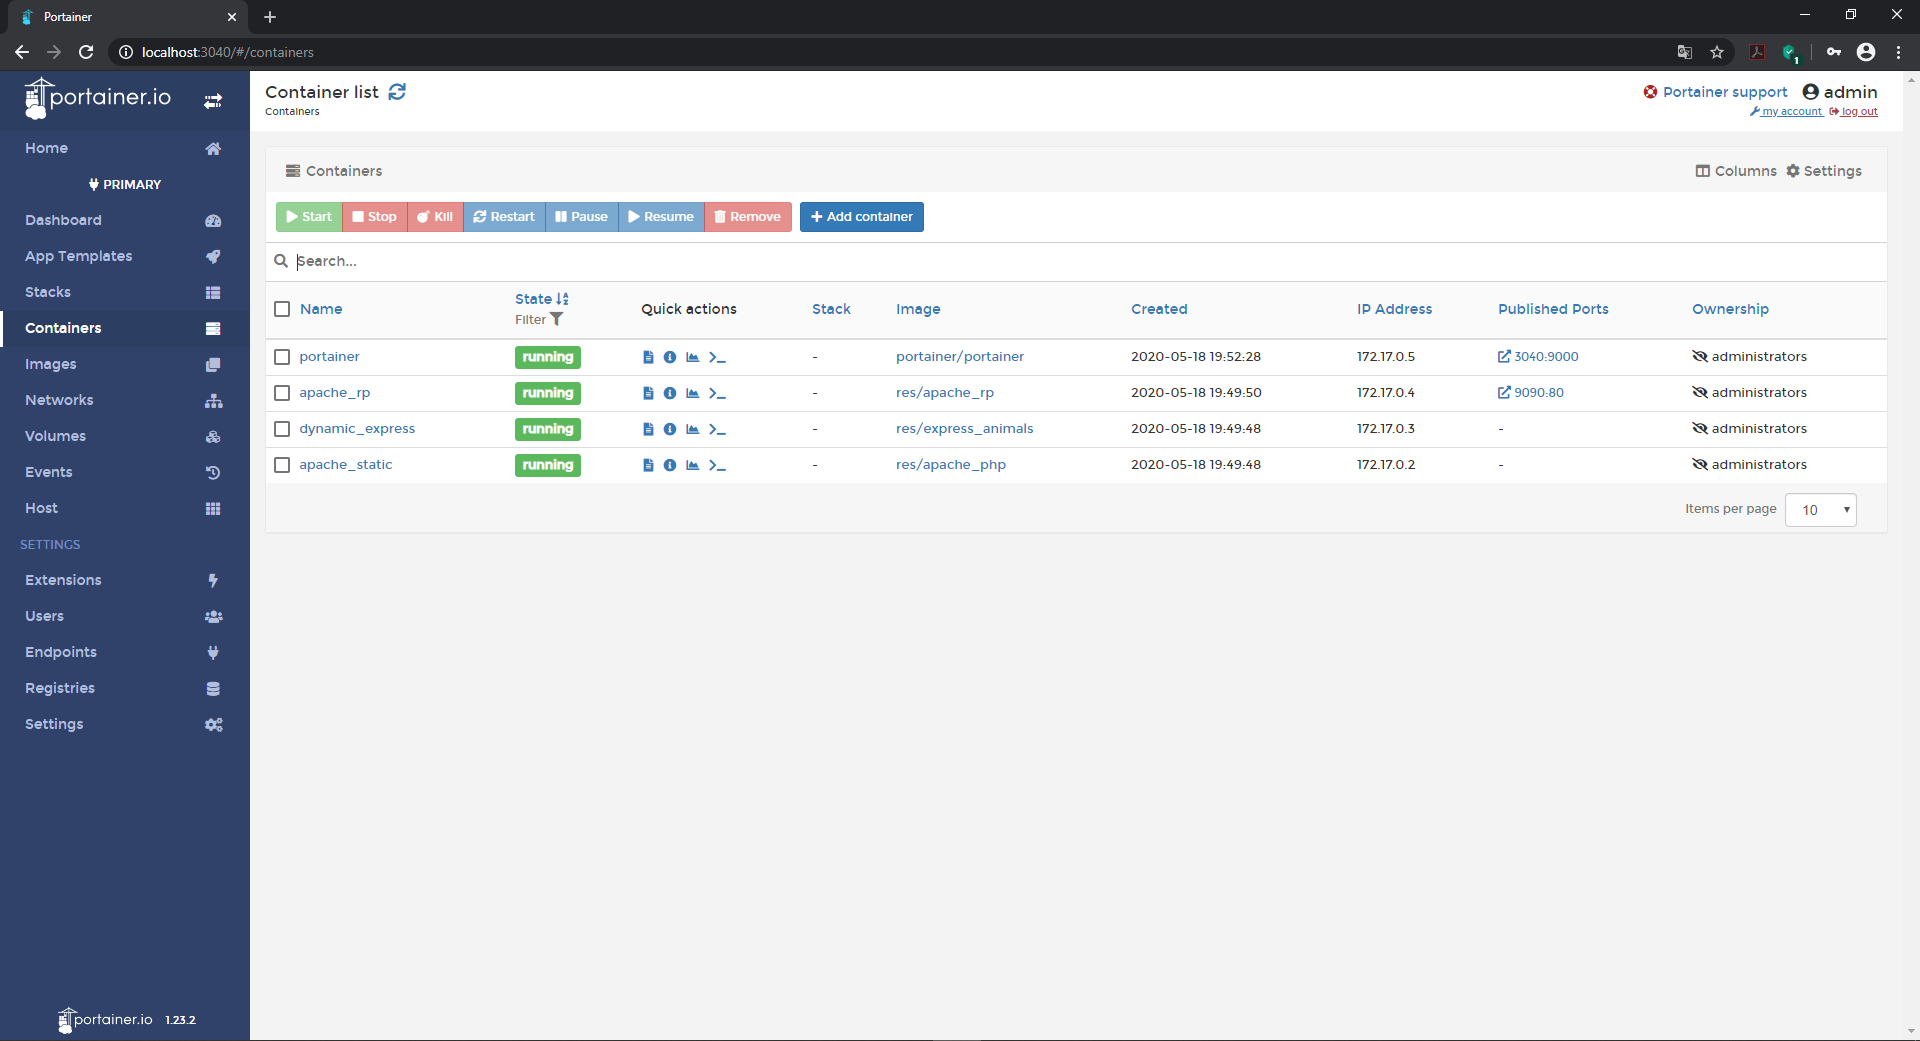 Portainer
localhost:3040/#/containers
1
portainer.io
Home
PRIMARY
Dashboard
App Templates
Stacks
Containers
Images
Networks
Volumes
Events
Host
SETTINGS
Extensions
Users
Endpoints
Registries
Settings
portainer.io 1.23.2
Container list
Containers
Portainer support admin
my account log out
Containers
Columns Settings
Start Stop Kill Restart Pause Resume Remove Add container
Search...
Name State Filter Quick actions Stack Image Created IP Address Published Ports Ownership
portainer running - portainer/portainer 2020-05-18 19:52:28 172.17.0.5 3040:9000 administrators
apache_rp running - res/apache_rp 2020-05-18 19:49:50 172.17.0.4 9090:80 administrators
dynamic_express running - res/express_animals 2020-05-18 19:49:48 172.17.0.3 - administrators
apache_static running - res/apache_php 2020-05-18 19:49:48 172.17.0.2 - administrators
Items per page 10